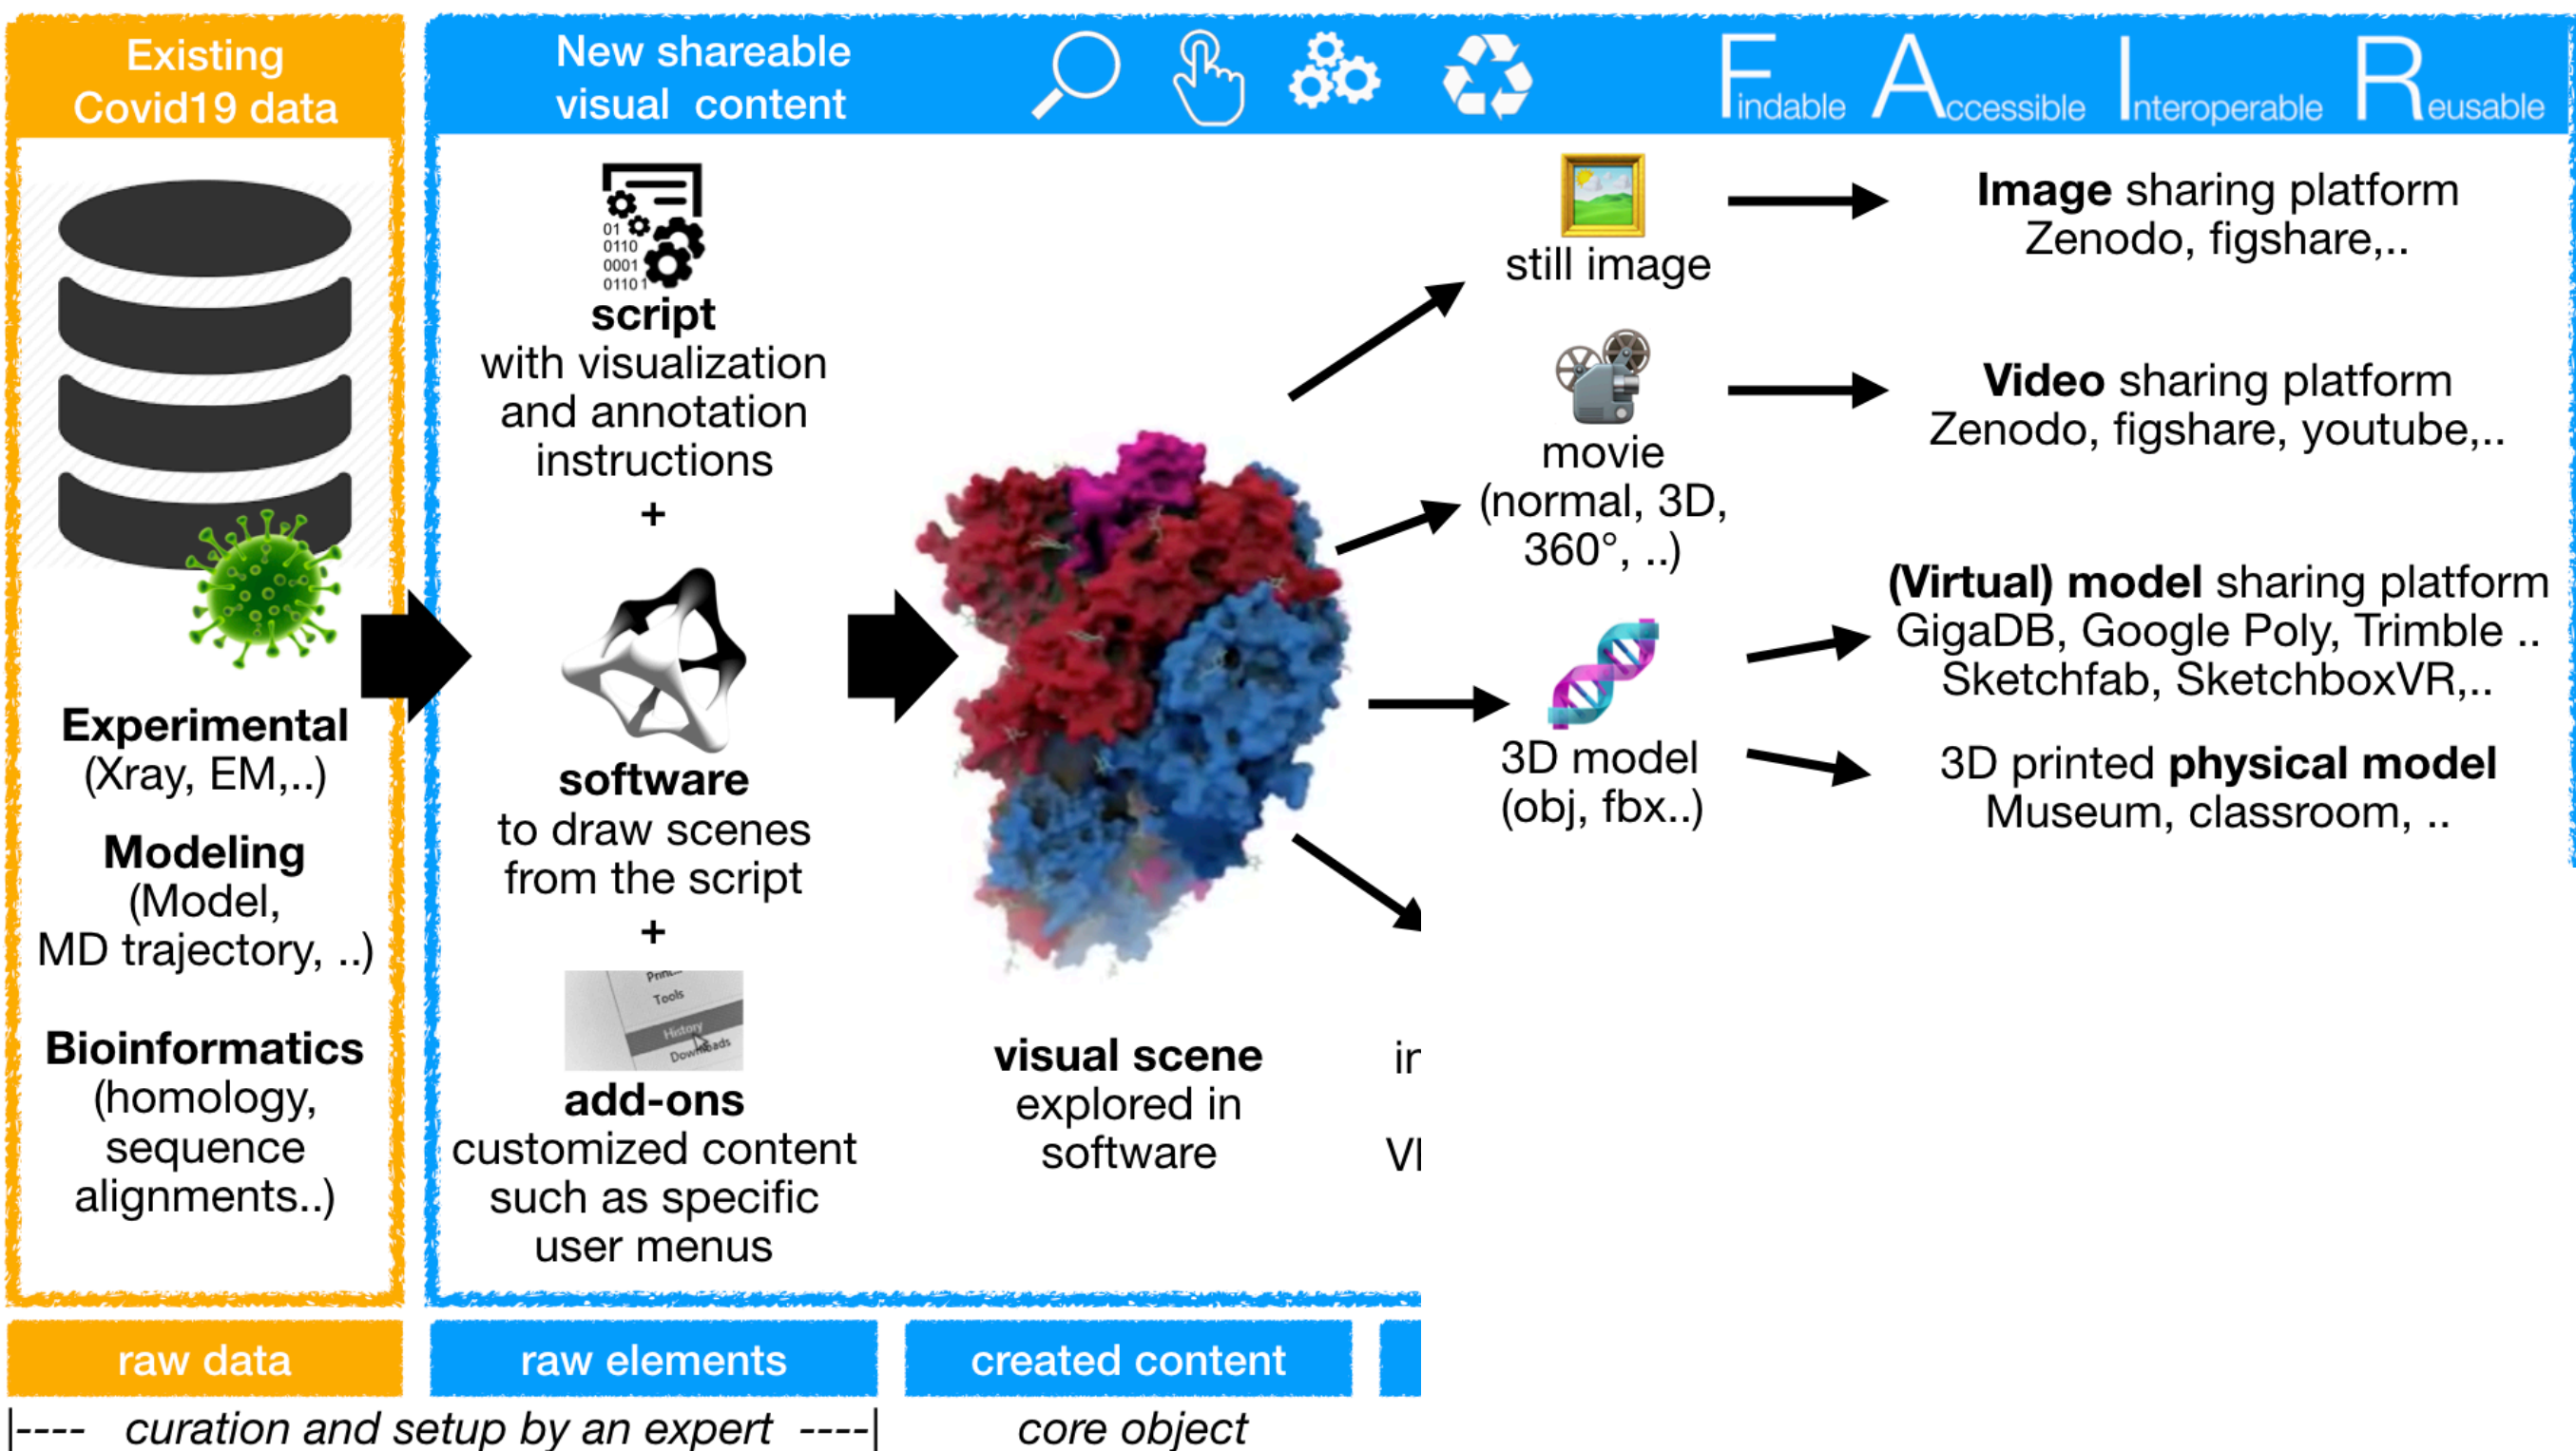 Existing
Covid19 data
New shareable
visual content
Findable Accessible Interoperable Reusable
Experimental
(Xray, EM,..)
Modeling
(Model,
MD trajectory, ..)
Bioinformatics
(homology,
sequence
alignments..)
01
0110
0001
01101
script
with visualization
and annotation
instructions
+
software
to draw scenes
from the script
+
Tools
History
Downloads
add-ons
customized content
such as specific
user menus
visual scene
explored in
software
still image
movie
(normal, 3D,
360°, ..)
3D model
(obj, fbx..)
Image sharing platform
Zenodo, figshare,..
Video sharing platform
Zenodo, figshare, youtube,..
(Virtual) model sharing platform
GigaDB, Google Poly, Trimble ..
Sketchfab, SketchboxVR,..
3D printed physical model
Museum, classroom, ..
raw data
raw elements
created content
|---- curation and setup by an expert ----|
core object